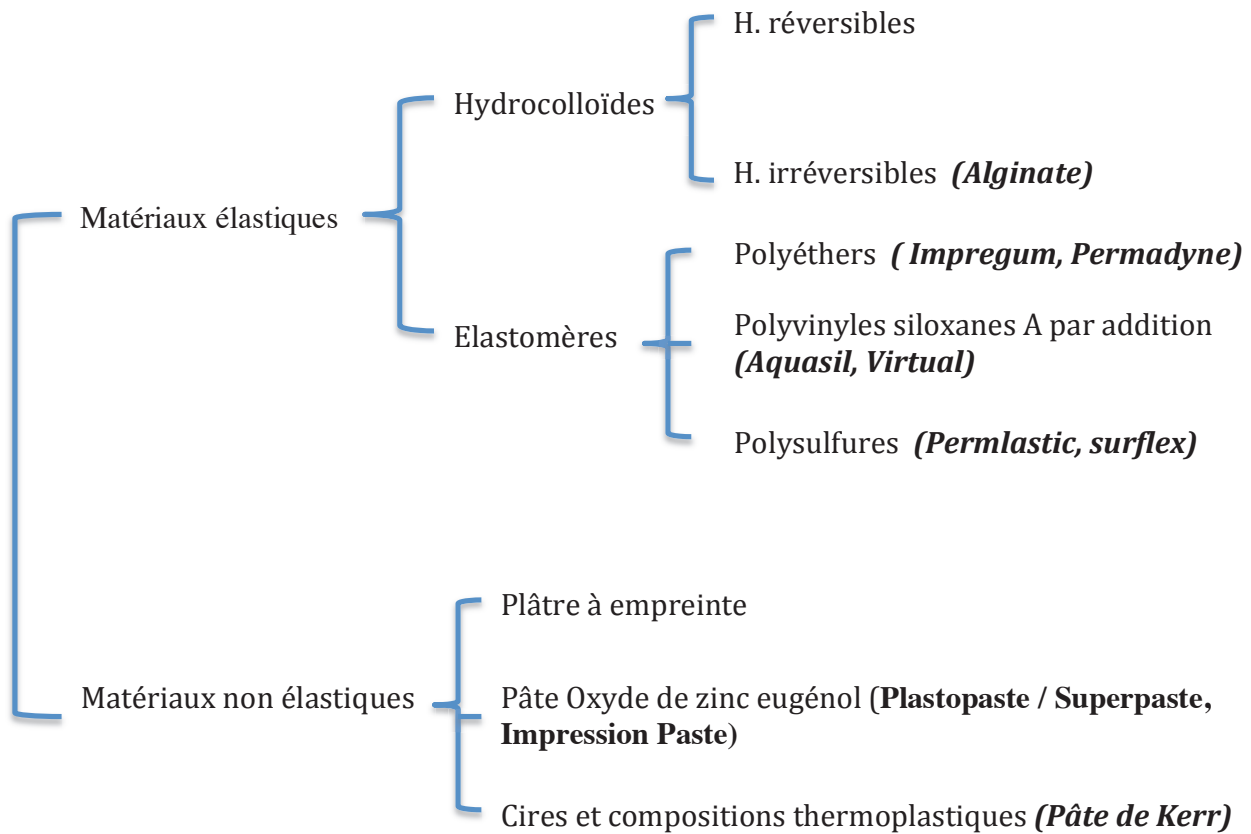 H. réversibles
Hydrocolloïdes
H. irréversibles (Alginate)
Matériaux élastiques
Polyéthers ( Impregum, Permadyne)
Elastomères
Polyvinyles siloxanes A par addition
(Aquasil, Virtual)
Polysulfures (Permlastic, surflex)
Plâtre à empreinte
Matériaux non élastiques
Pâte Oxyde de zinc eugénol (Plastopaste / Superpaste,
Impression Paste)
Cires et compositions thermoplastiques (Pâte de Kerr)